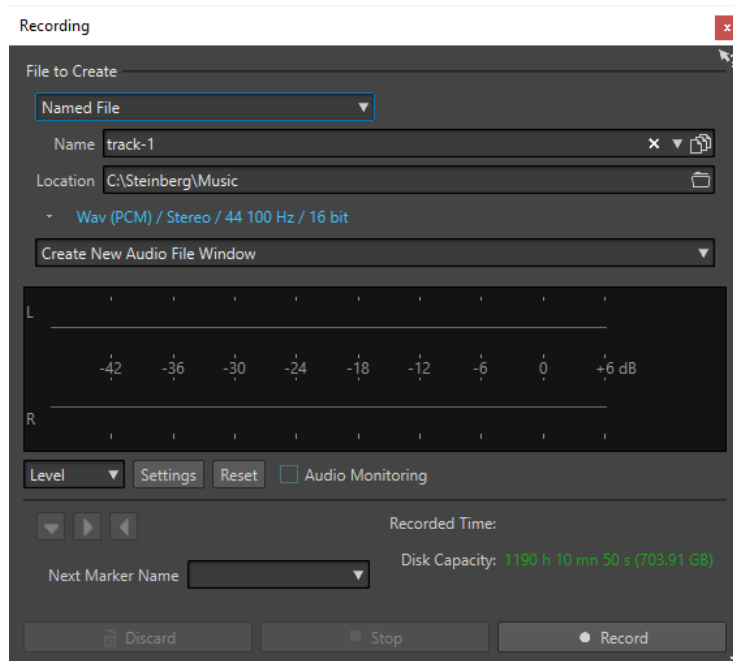 Recording
x
File to Create
Named File
Name track-1
Location C:\Steinberg\Music
Wav (PCM) / Stereo / 44 100 Hz / 16 bit
Create New Audio File Window
L
-42 -36 -30 -24 -18 -12 -6 0 +6 dB
R
Level Settings Reset Audio Monitoring
Recorded Time:
Disk Capacity: 1190 h 10 mn 50 s (703.91 GB)
Next Marker Name
Discard Stop Record